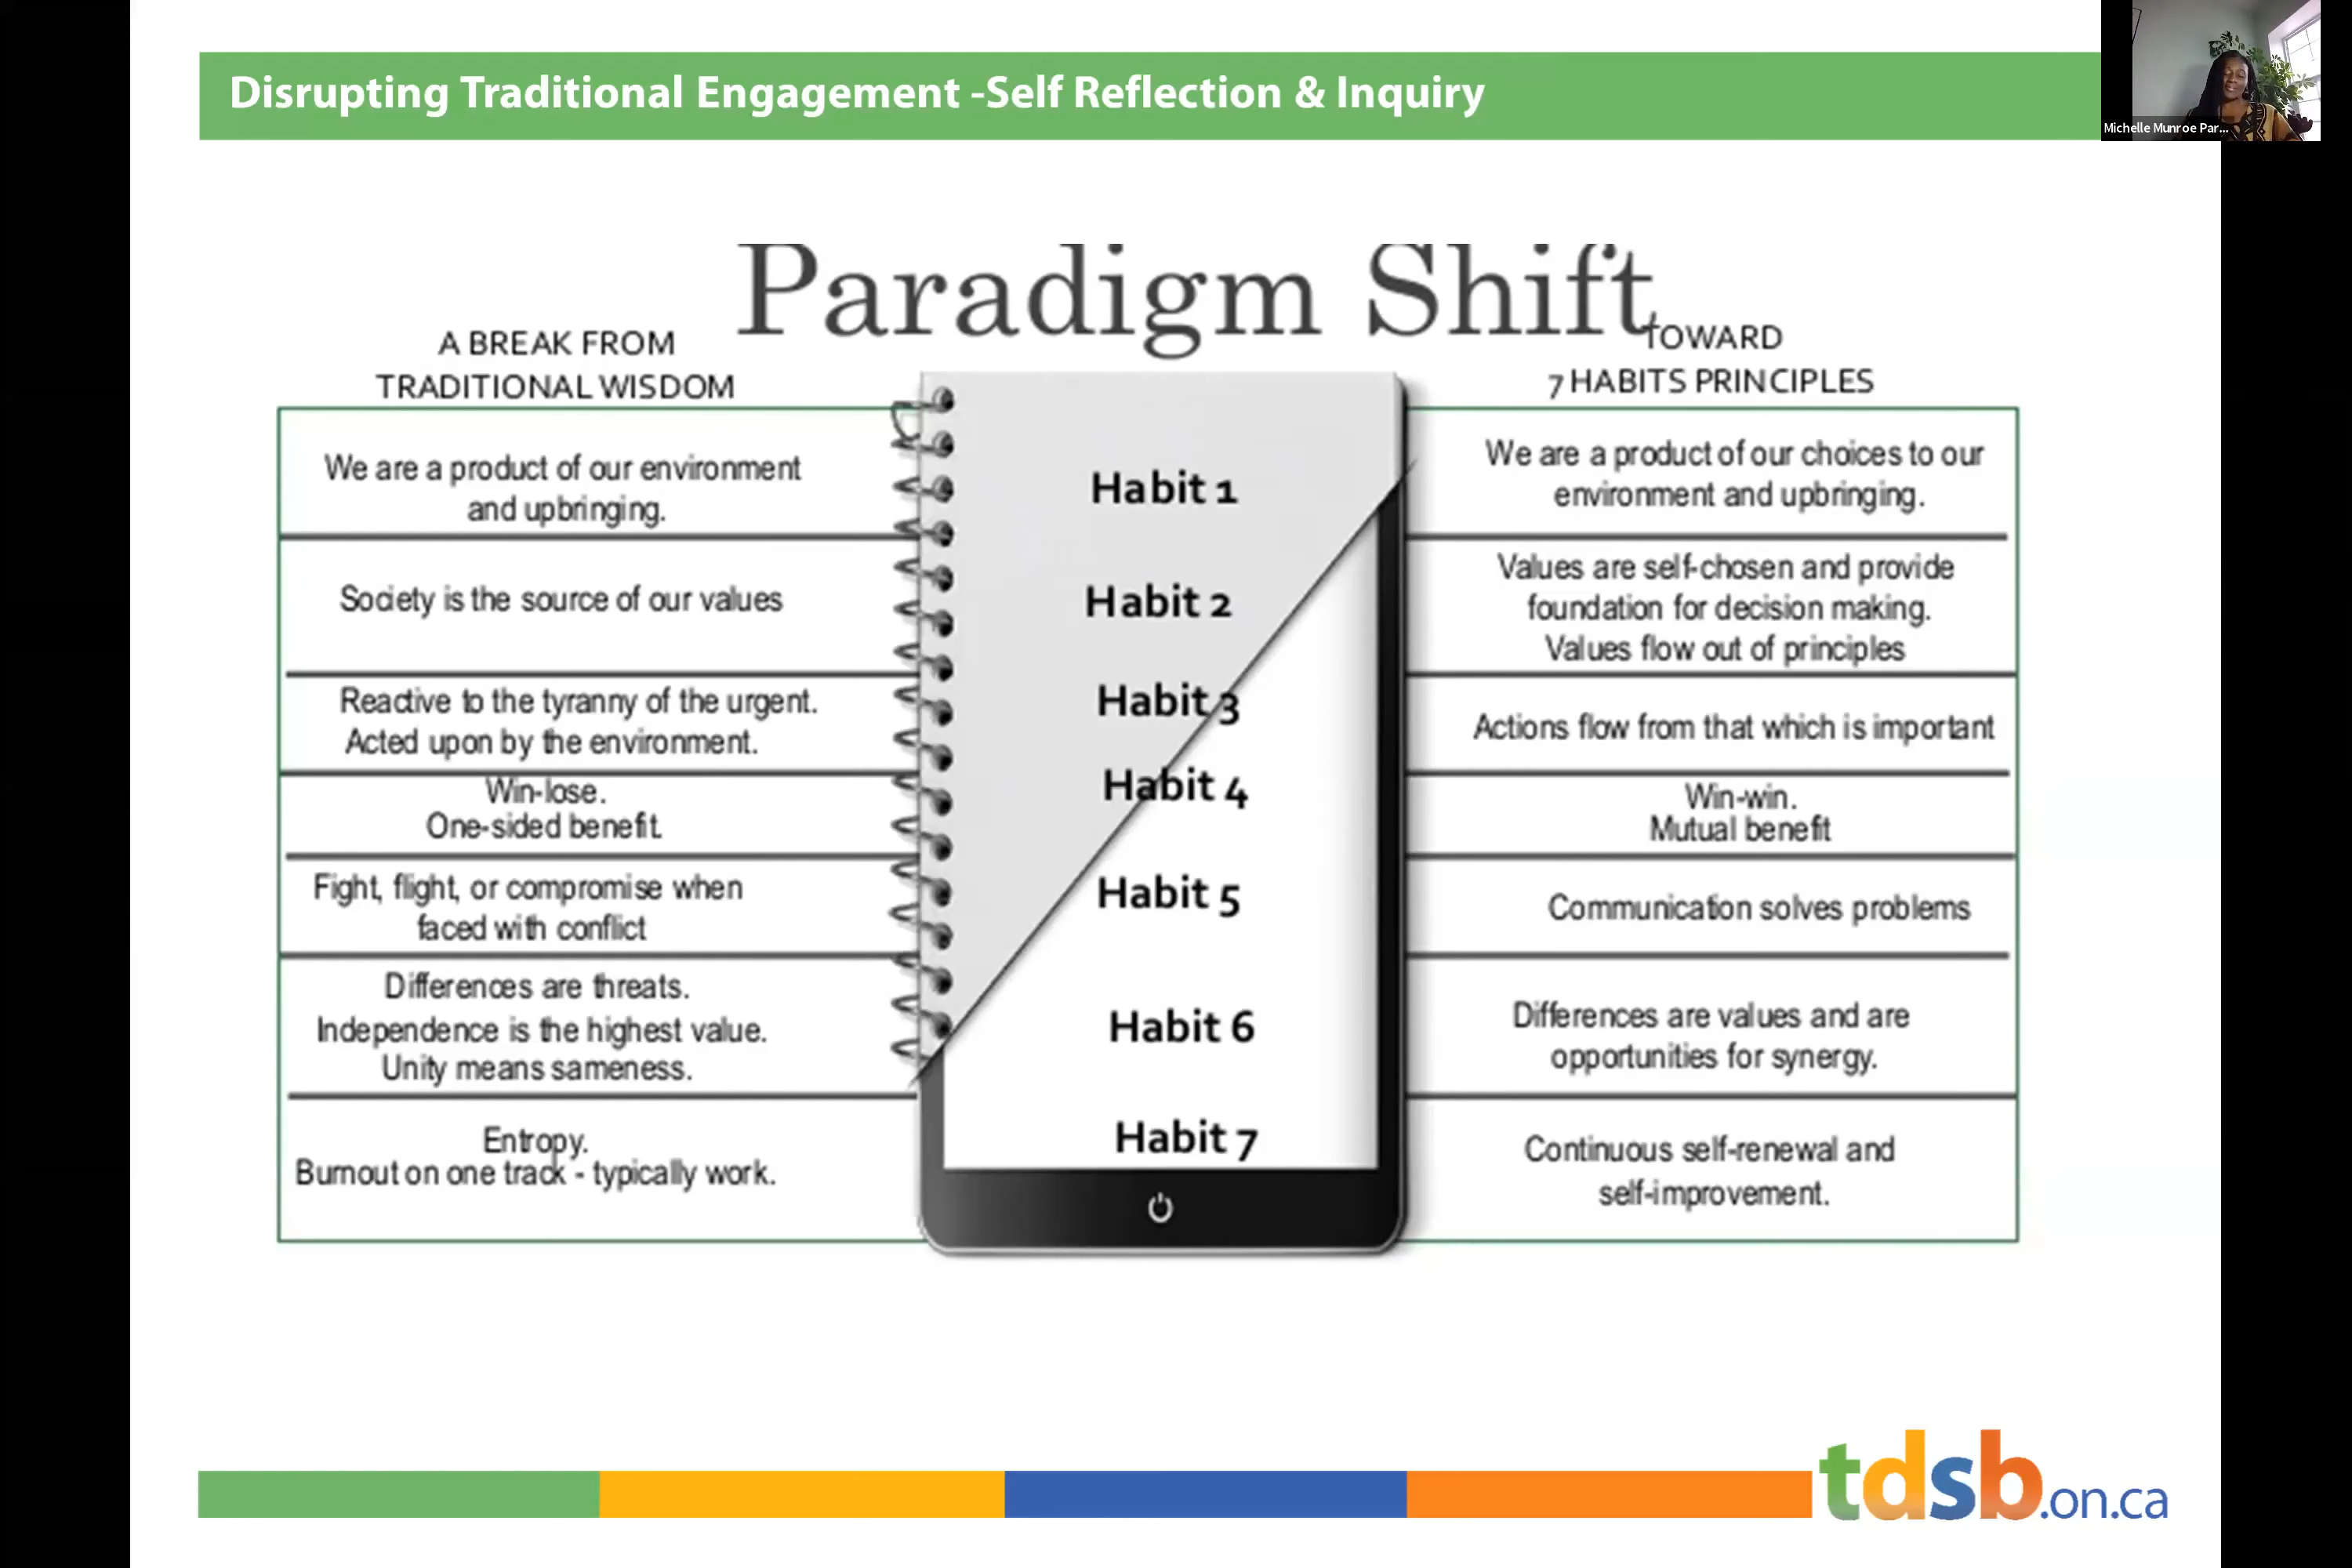 Disrupting Traditional Engagement -Self Reflection & Inquiry
Michelle Munroe Par...
Paradigm Shift
A BREAK FROM
TRADITIONAL WISDOM
TOWARD
7 HABITS PRINCIPLES
We are a product of our environment
and upbringing.
Habit 1
We are a product of our choices to our
environment and upbringing.
Society is the source of our values
Habit 2
Values are self-chosen and provide
foundation for decision making.
Values flow out of principles
Reactive to the tyranny of the urgent.
Acted upon by the environment.
Habit 3
Actions flow from that which is important
Win-lose.
One-sided benefit.
Habit 4
Win-win.
Mutual benefit
Fight, flight, or compromise when
faced with conflict
Habit 5
Communication solves problems
Differences are threats.
Independence is the highest value.
Unity means sameness.
Habit 6
Differences are values and are
opportunities for synergy.
Entropy.
Burnout on one track - typically work.
Habit 7
Continuous self-renewal and
self-improvement.
tdsb.on.ca